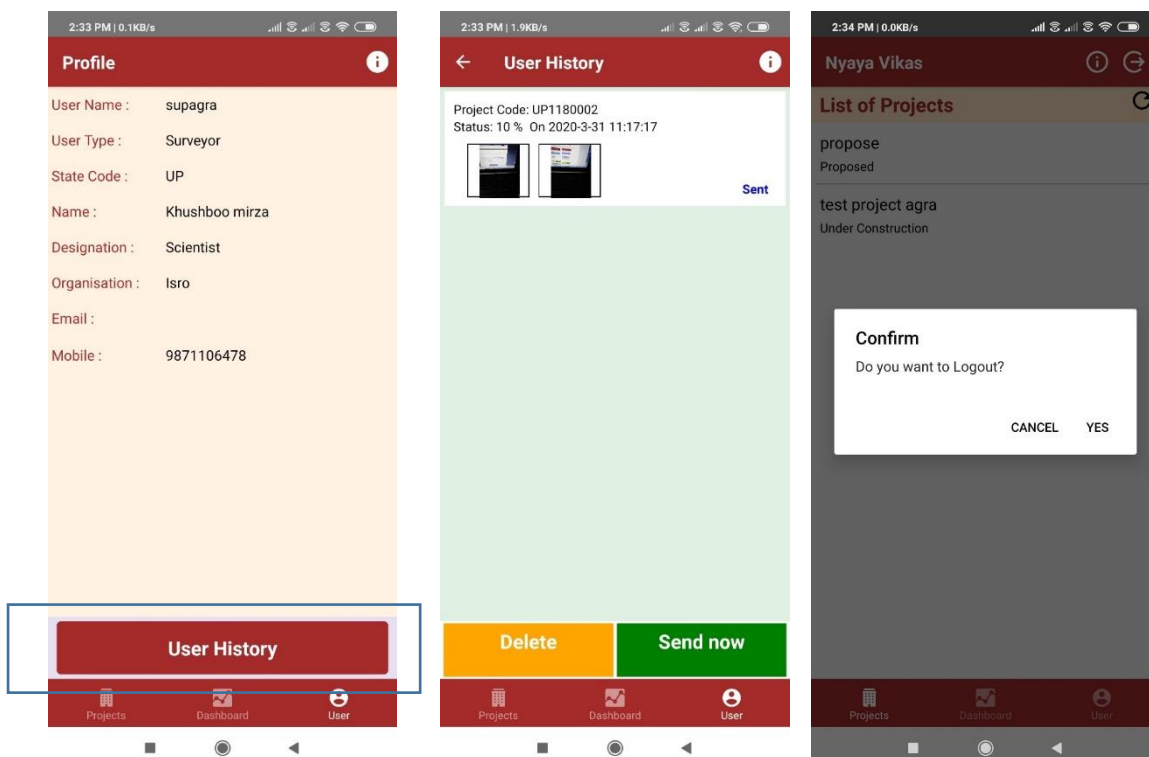 2:33 PM | 0.1KB/s
Profile
User Name : supagra
User Type : Surveyor
State Code : UP
Name : Khushboo mirza
Designation : Scientist
Organisation : Isro
Email :
Mobile : 9871106478
User History
Projects Dashboard User
2:33 PM | 1.9KB/s
User History
Project Code: UP1180002
Status: 10 % On 2020-3-31 11:17:17
Sent
Delete Send now
Projects Dashboard User
2:34 PM | 0.0KB/s
Nyaya Vikas
List of Projects
propose
Proposed
test project agra
Under Construction
Confirm
Do you want to Logout?
CANCEL YES
Projects Dashboard User